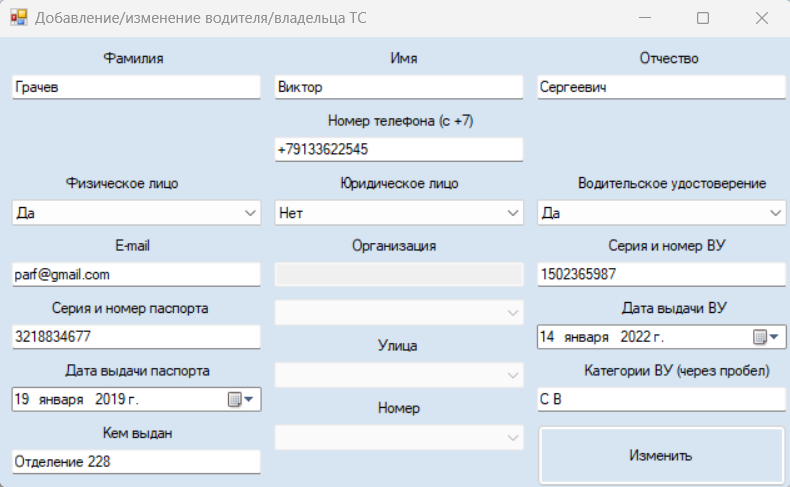 Добавление/изменение водителя/владельца ТС
Фамилия Имя Отчество
Грачев Виктор Сергеевич
Номер телефона (с +7)
+79133622545
Физическое лицо Юридическое лицо Водительское удостоверение
Да Нет Да
E-mail Организация Серия и номер ВУ
parf@gmail.com 1502365987
Серия и номер паспорта Дата выдачи ВУ
3218834677 14 января 2022 г.
Улица
Дата выдачи паспорта Категории ВУ (через пробел)
19 января 2019 г. С В
Номер
Кем выдан
Отделение 228 Изменить